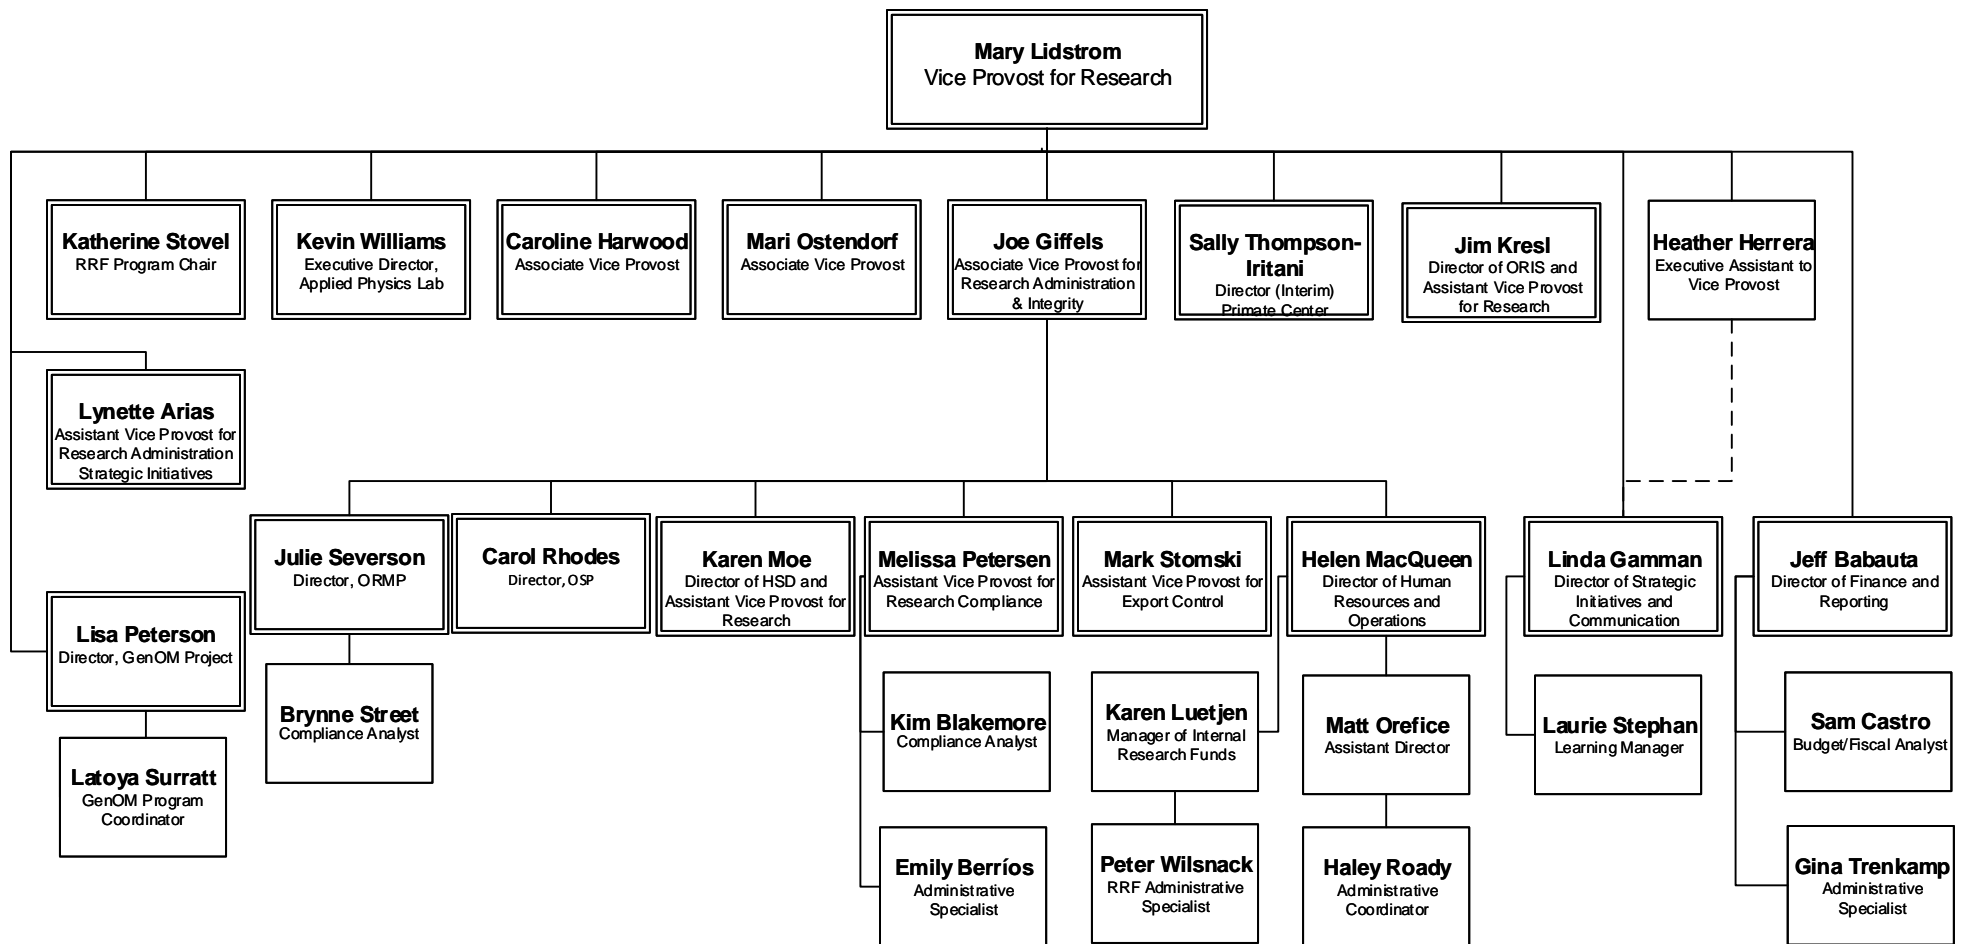 Mary Lidstrom
Vice Provost for Research
Katherine Stovel
RRF Program Chair
Kevin Williams
Executive Director,
Applied Physics Lab
Caroline Harwood
Associate Vice Provost
Mari Ostendorf
Associate Vice Provost
Joe Giffels
Associate Vice Provost for
Research Administration
& Integrity
Sally Thompson-
Iritani
Director (Interim)
Primate Center
Jim Kresl
Director of ORIS and
Assistant Vice Provost
for Research
Heather Herrera
Executive Assistant to
Vice Provost
Lynette Arias
Assistant Vice Provost for
Research Administration
Strategic Initiatives
Julie Severson
Director, ORMP
Carol Rhodes
Director, OSP
Karen Moe
Director of HSD and
Assistant Vice Provost for
Research
Melissa Petersen
Assistant Vice Provost for
Research Compliance
Mark Stomski
Assistant Vice Provost for
Export Control
Helen MacQueen
Director of Human
Resources and
Operations
Linda Gamman
Director of Strategic
Initiatives and
Communication
Jeff Babauta
Director of Finance and
Reporting
Lisa Peterson
Director, GenOM Project
Brynne Street
Compliance Analyst
Kim Blakemore
Compliance Analyst
Karen Luetjen
Manager of Internal
Research Funds
Matt Orefice
Assistant Director
Laurie Stephan
Learning Manager
Sam Castro
Budget/Fiscal Analyst
Latoya Surratt
GenOM Program
Coordinator
Emily Berríos
Administrative
Specialist
Peter Wilsnack
RRF Administrative
Specialist
Haley Roady
Administrative
Coordinator
Gina Trenkamp
Administrative
Specialist